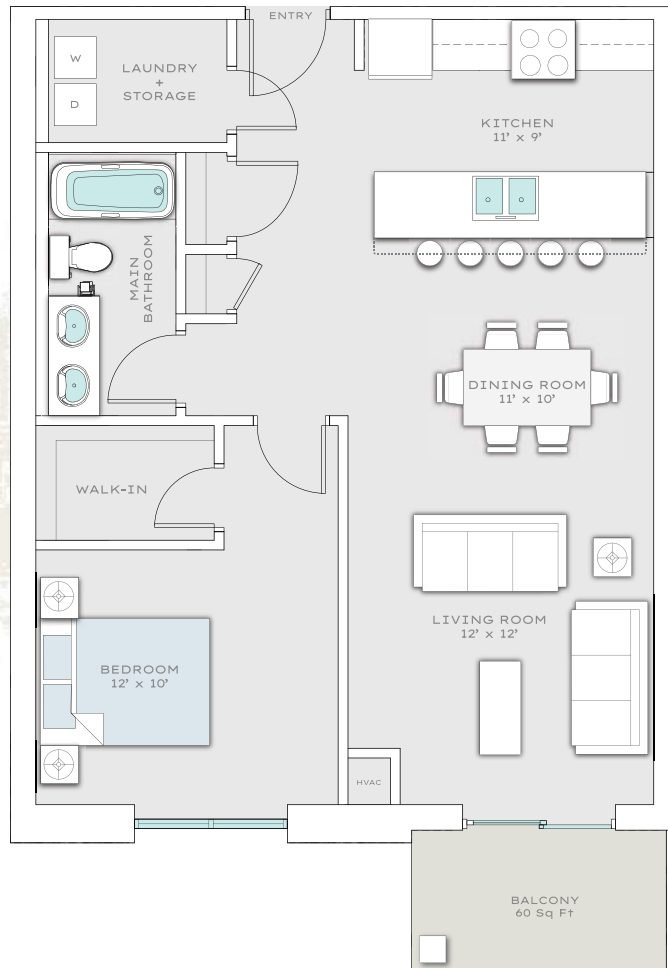 ENTRY
W
D
LAUNDRY
+
STORAGE
KITCHEN
11’ x 9’
MAIN
BATHROOM
DINING ROOM
11’ x 10’
WALK-IN
LIVING ROOM
12’ x 12’
BEDROOM
12’ x 10’
HVAC
BALCONY
60 Sq Ft